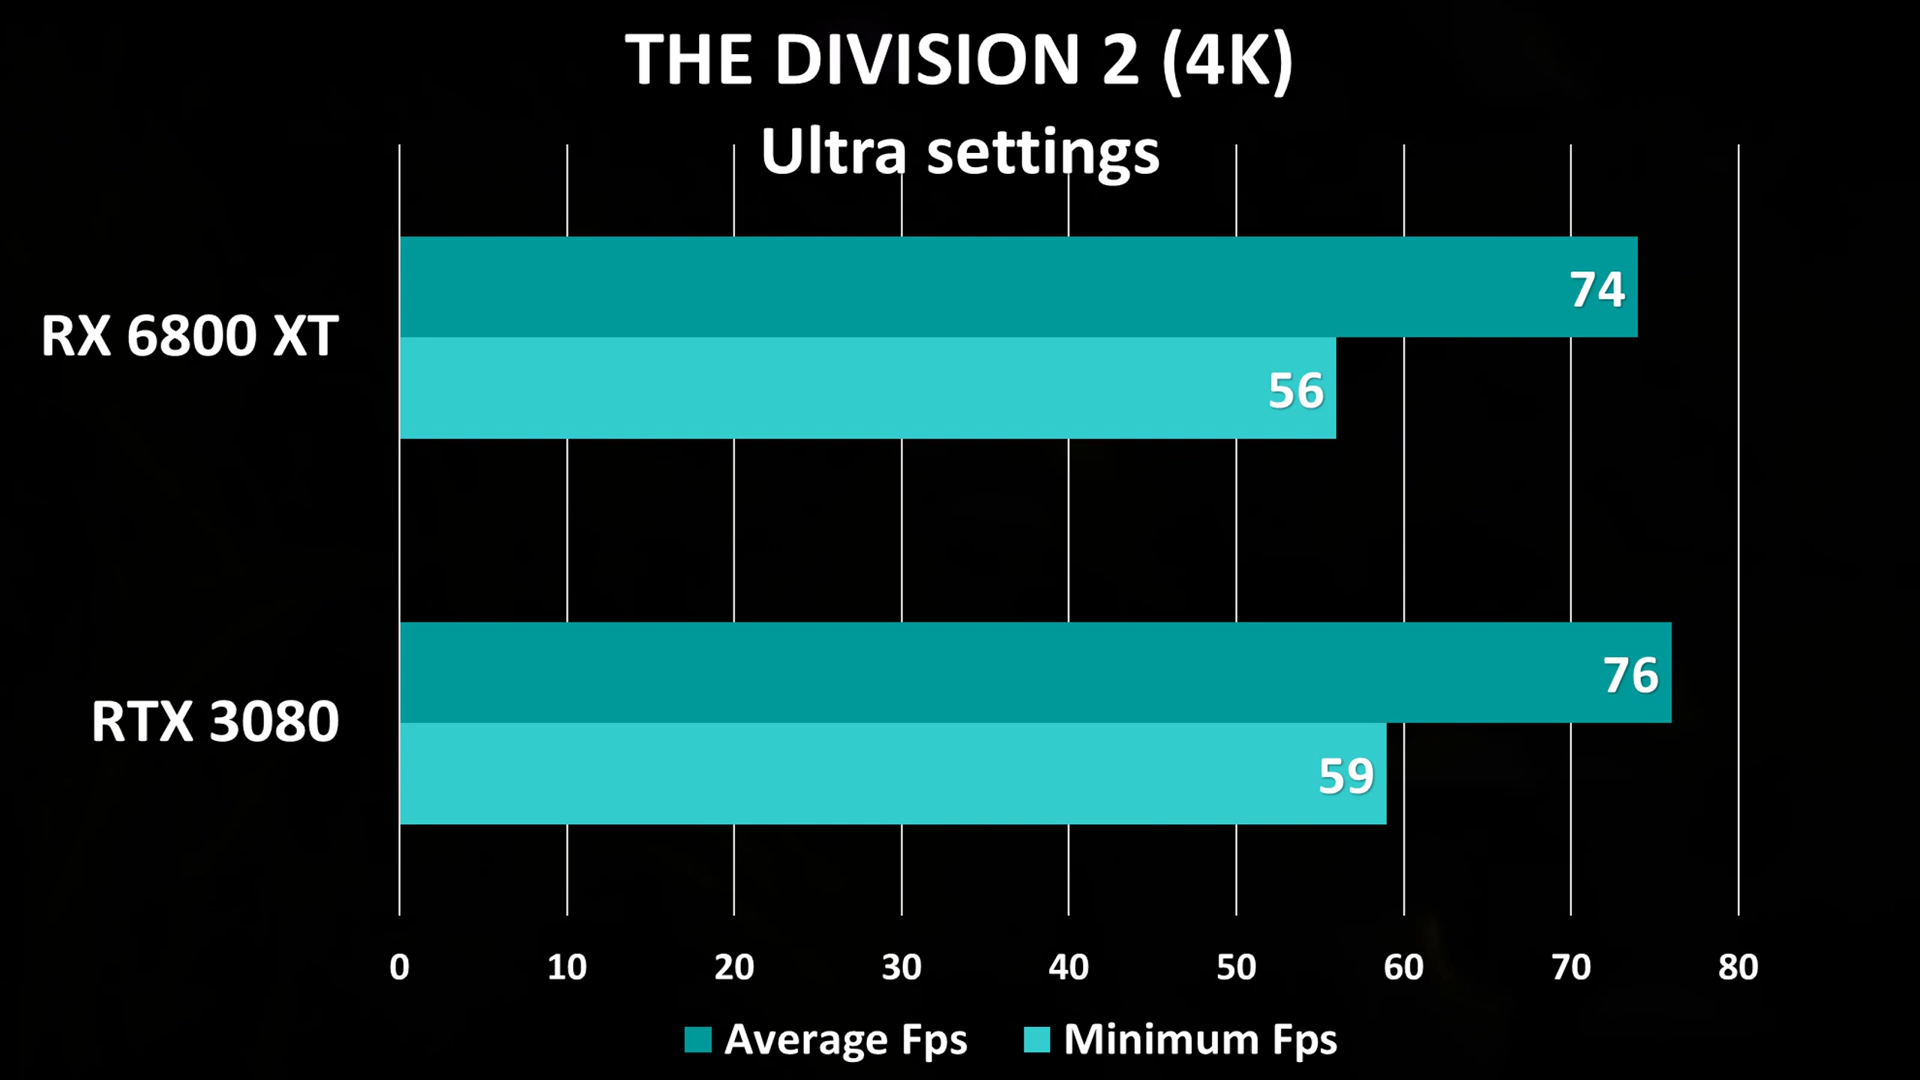 THE DIVISION 2 (4K)
Ultra settings
RX 6800 XT
74
56
RTX 3080
76
59
0 10 20 30 40 50 60 70 80
Average Fps Minimum Fps